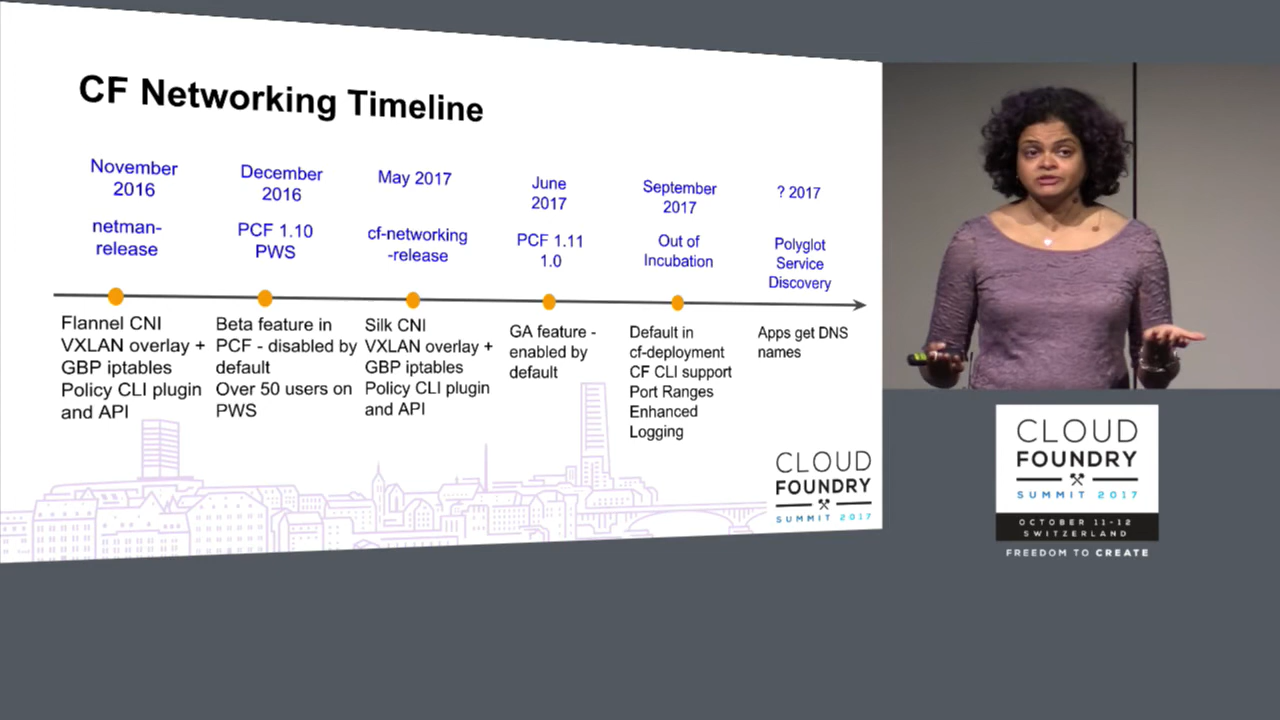 CF Networking Timeline
November
2016
netman-
release
December
2016
PCF 1.10
PWS
May 2017
cf-networking
-release
June
2017
PCF 1.11
1.0
September
2017
Out of
Incubation
? 2017
Polyglot
Service
Discovery
Flannel CNI
VXLAN overlay +
GBP iptables
Policy CLI plugin
and API
Beta feature in
PCF - disabled by
default
Over 50 users on
PWS
Silk CNI
VXLAN overlay +
GBP iptables
Policy CLI plugin
and API
GA feature -
enabled by
default
Default in
cf-deployment
CF CLI support
Port Ranges
Enhanced
Logging
Apps get DNS
names
CLOUD
FOUNDRY
SUMMIT 2017
CLOUD
FOUNDRY
SUMMIT 2017
OCTOBER 11-12
SWITZERLAND
FREEDOM TO CREATE